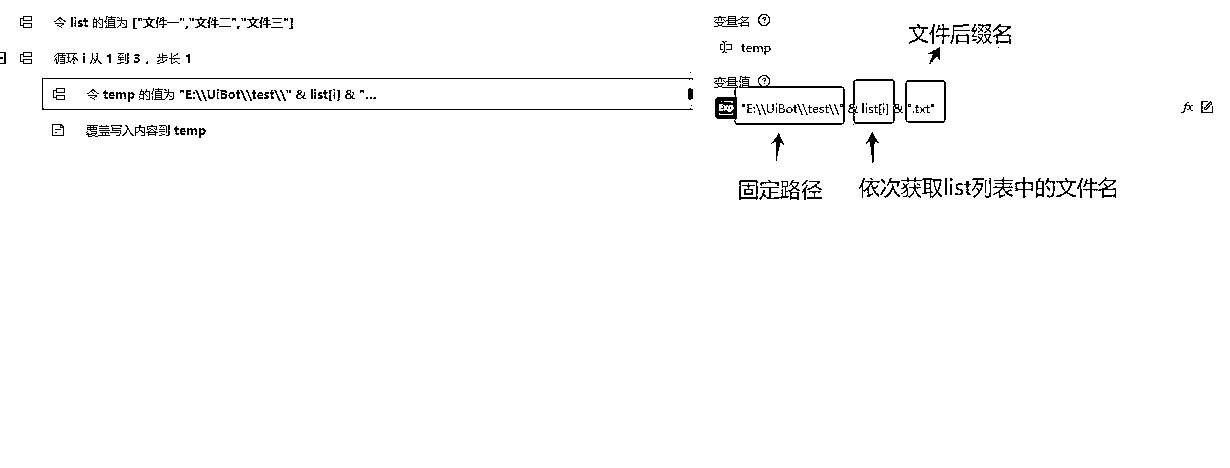 令 list 的值为 ["文件一","文件二","文件三"]
循环 i 从 1 到 3 ，步长 1
令 temp 的值为 "E:\\UiBot\\test\\" & list[i] & "...
覆盖写入内容到 temp
变量名
temp
文件后缀名
变量值
"E:\\UiBot\\test\\" & list[i] & ".txt"
fx
固定路径
依次获取list列表中的文件名